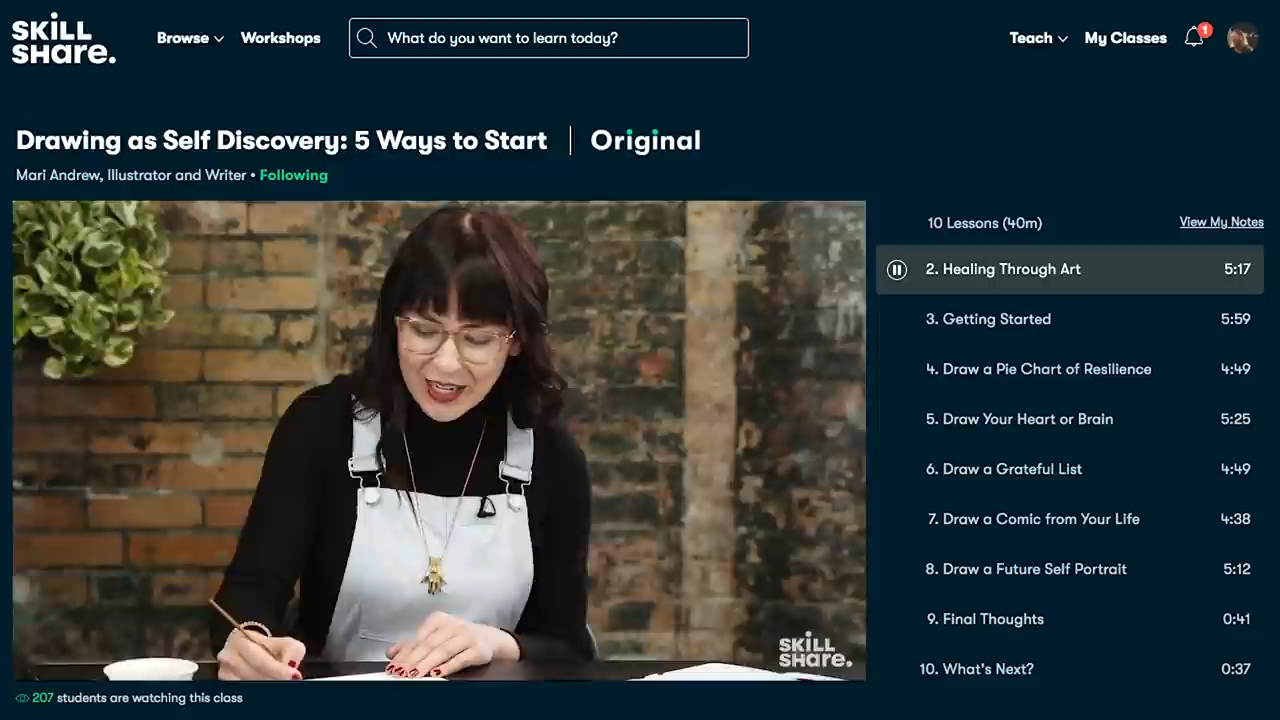 SKILL
SHARE.
Browse
Workshops
What do you want to learn today?
Teach
My Classes
1
Drawing as Self Discovery: 5 Ways to Start | Original
Mari Andrew, Illustrator and Writer • Following
10 Lessons (40m)
View My Notes
2. Healing Through Art 5:17
3. Getting Started 5:59
4. Draw a Pie Chart of Resilience 4:49
5. Draw Your Heart or Brain 5:25
6. Draw a Grateful List 4:49
7. Draw a Comic from Your Life 4:38
8. Draw a Future Self Portrait 5:12
9. Final Thoughts 0:41
10. What's Next? 0:37
SKILL
SHARE.
207 students are watching this class